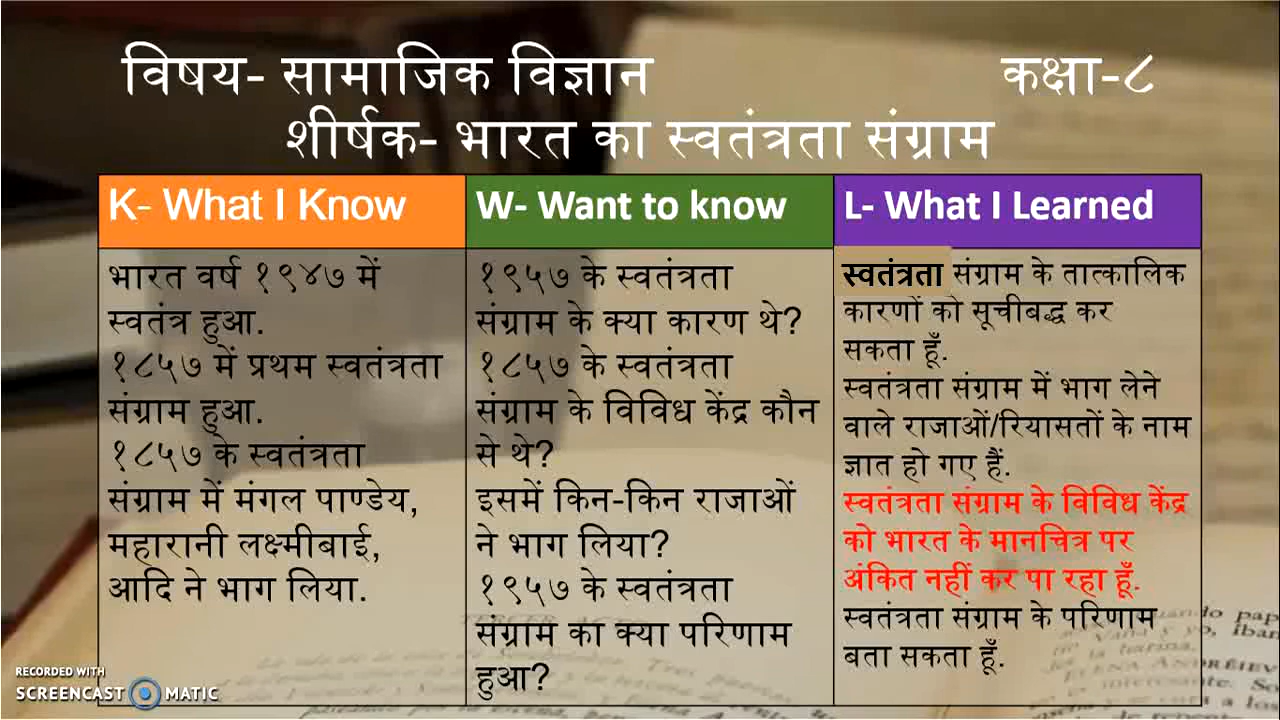 विषय- सामाजिक विज्ञान कक्षा-८
शीर्षक- भारत का स्वतंत्रता संग्राम
K- What I Know
भारत वर्ष १९४७ में
स्वतंत्र हुआ.
१८५७ में प्रथम स्वतंत्रता
संग्राम हुआ.
१८५७ के स्वतंत्रता
संग्राम में मंगल पाण्डेय,
महारानी लक्ष्मीबाई,
आदि ने भाग लिया.
W- Want to know
१९५७ के स्वतंत्रता
संग्राम के क्या कारण थे?
१८५७ के स्वतंत्रता
संग्राम के विविध केंद्र कौन
से थे?
इसमें किन-किन राजाओं
ने भाग लिया?
१९५७ के स्वतंत्रता
संग्राम का क्या परिणाम
हुआ?
L- What I Learned
स्वतंत्रता संग्राम के तात्कालिक
कारणों को सूचीबद्ध कर
सकता हूँ.
स्वतंत्रता संग्राम में भाग लेने
वाले राजाओं/रियासतों के नाम
ज्ञात हो गए हैं.
स्वतंत्रता संग्राम के विविध केंद्र
को भारत के मानचित्र पर
अंकित नहीं कर पा रहा हूँ.
स्वतंत्रता संग्राम के परिणाम
बता सकता हूँ.
RECORDED WITH
SCREENCAST MATIC